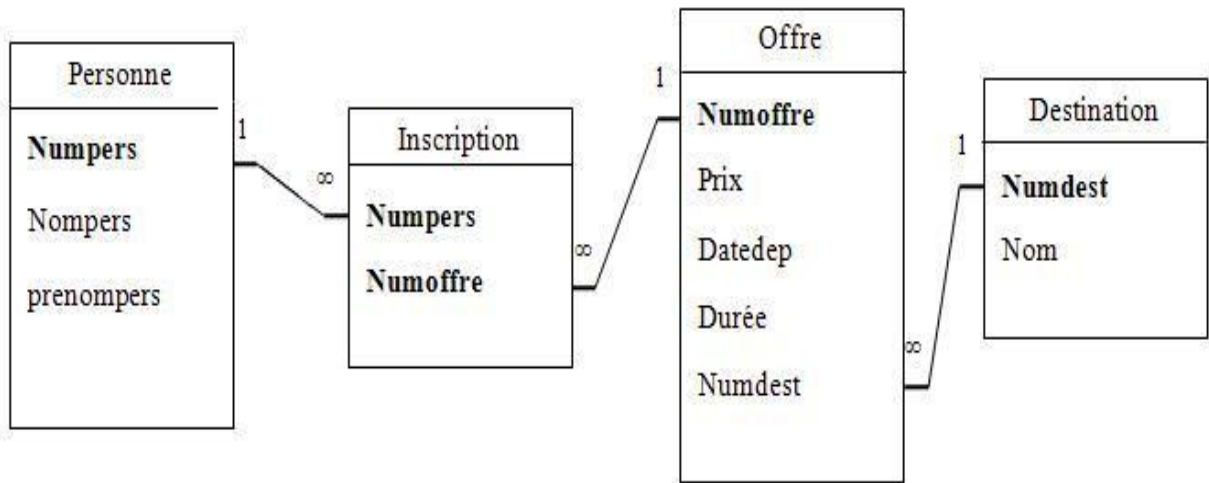 Personne
Numpers
Nompers
prenompers
1
∞
Inscription
Numpers
Numoffre
∞
1
Offre
Numoffre
Prix
Datedep
Durée
Numdest
∞
1
Destination
Numdest
Nom